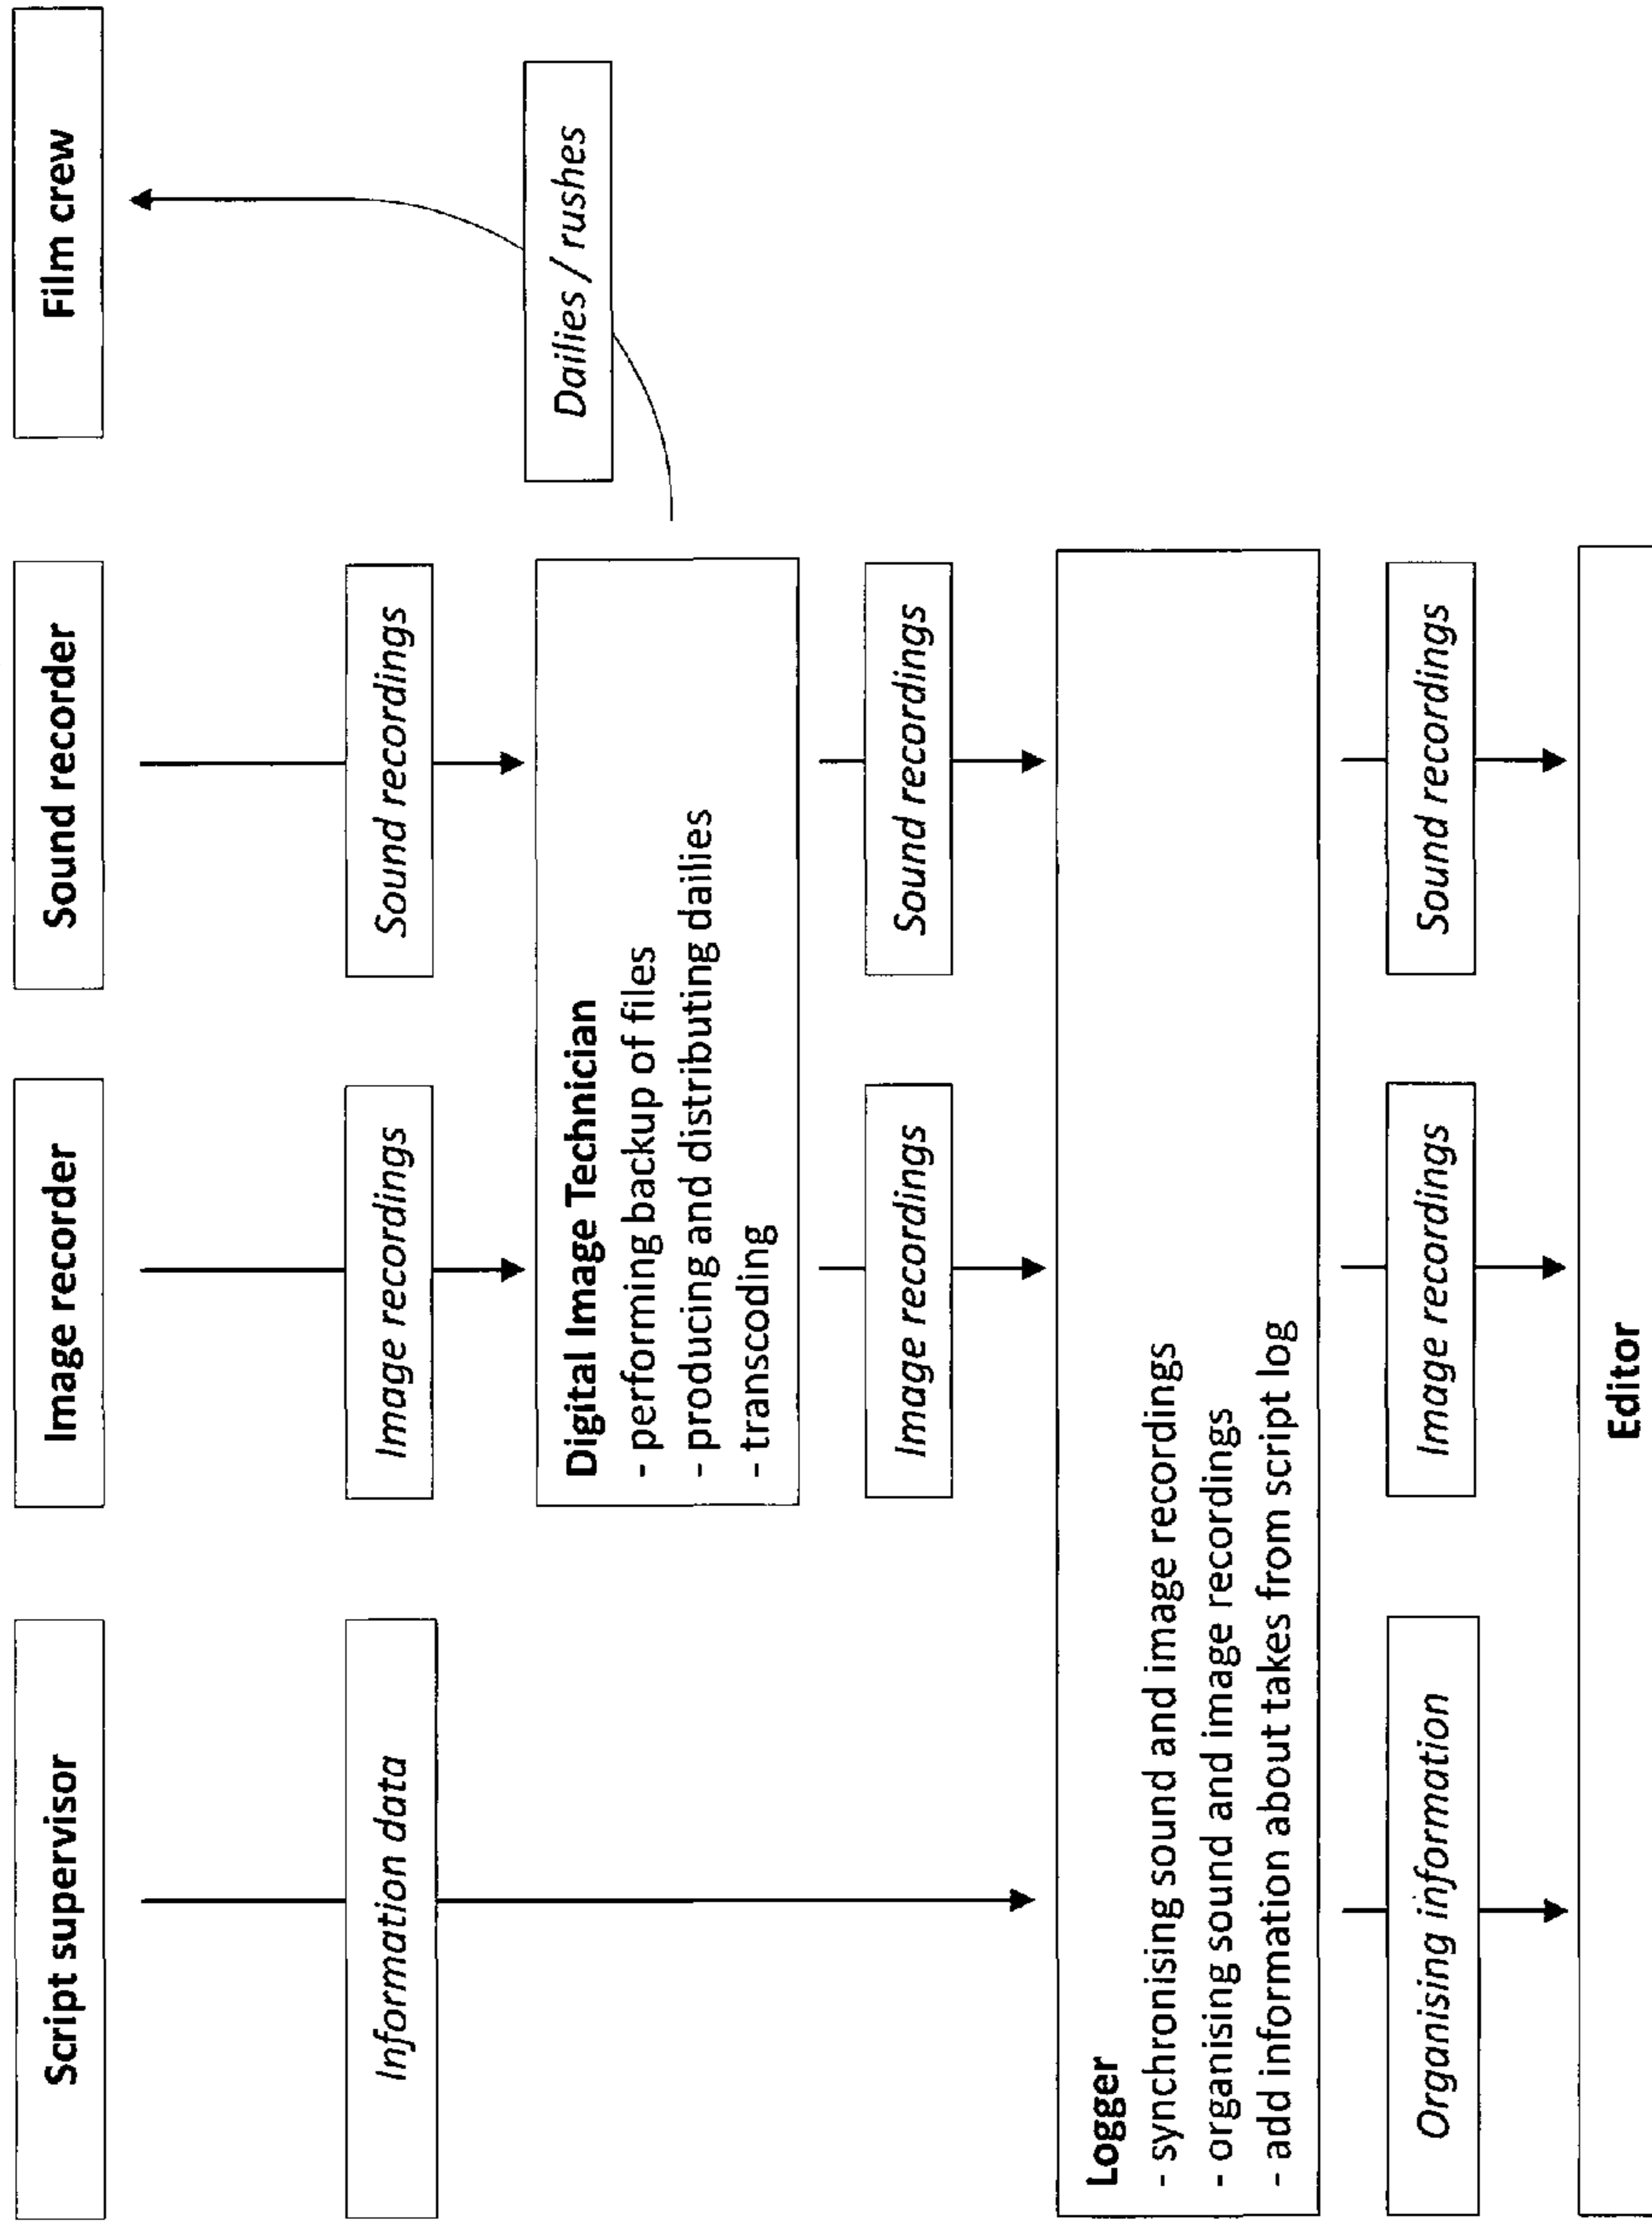 Script supervisor
Image recorder
Sound recorder
Film crew
Information data
Image recordings
Sound recordings
Dailies / rushes
Digital Image Technician
- performing backup of files
- producing and distributing dailies
- transcoding
Image recordings
Sound recordings
Logger
- synchronising sound and image recordings
- organising sound and image recordings
- add information about takes from script log
Organising information
Image recordings
Sound recordings
Editor